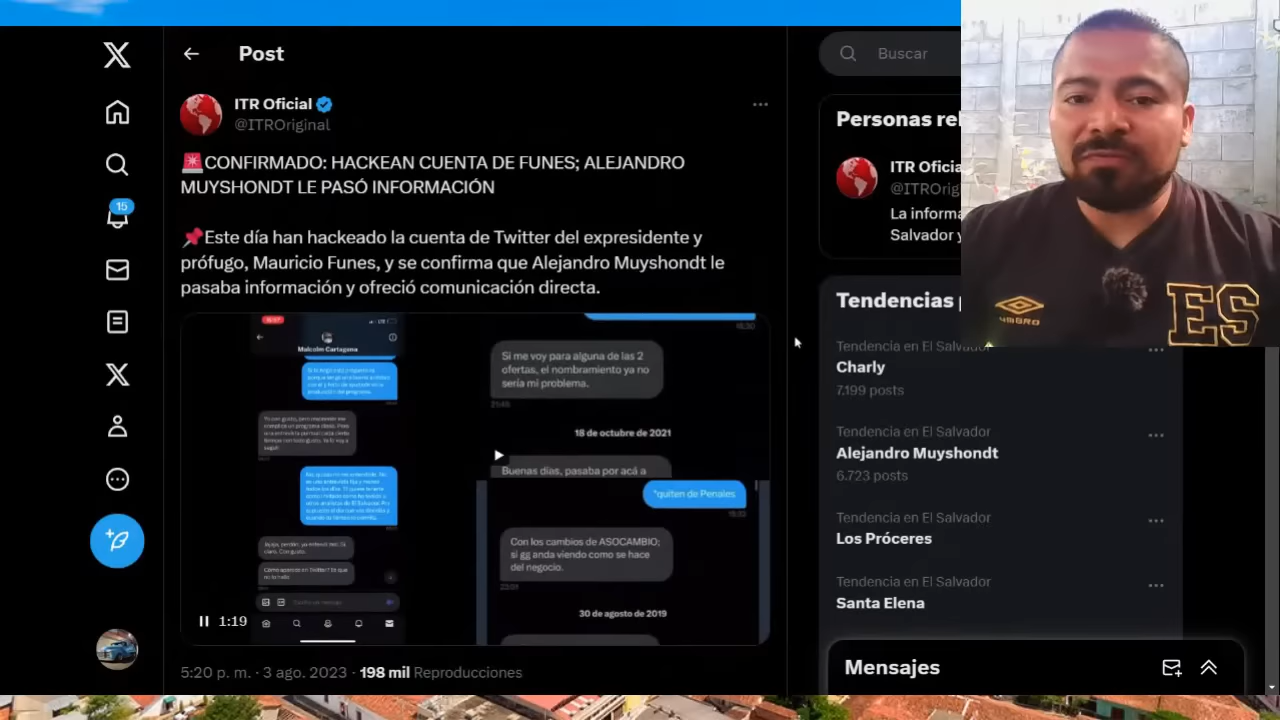 Post
Buscar
ITR Oficial
@ITROriginal
CONFIRMADO: HACKEAN CUENTA DE FUNES; ALEJANDRO
MUYSHONDT LE PASÓ INFORMACIÓN
Este día han hackeado la cuenta de Twitter del expresidente y
prófugo, Mauricio Funes, y se confirma que Alejandro Muyshondt le
pasaba información y ofreció comunicación directa.
Malcolm Cartagena
Si me voy para alguna de las 2
ofertas, el nombramiento ya no
sería mi problema.
21:49
18 de octubre de 2021
Buenas días, pasaba por acá a
"quiten de Penales
Con los cambios de ASOCAMBIO;
si gg anda viendo como se hace
del negocio.
30 de agosto de 2019
1:19
5:20 p. m. · 3 ago. 2023 · 198 mil Reproducciones
15
Personas rel
ITR Oficia
@ITROrig
La informa
Salvador y
Tendencias p
Tendencia en El Salvador
Charly
7,199 posts
Tendencia en El Salvador
Alejandro Muyshondt
6.723 posts
Tendencia en El Salvador
Los Próceres
Tendencia en El Salvador
Santa Elena
Mensajes
UMBRO
ES